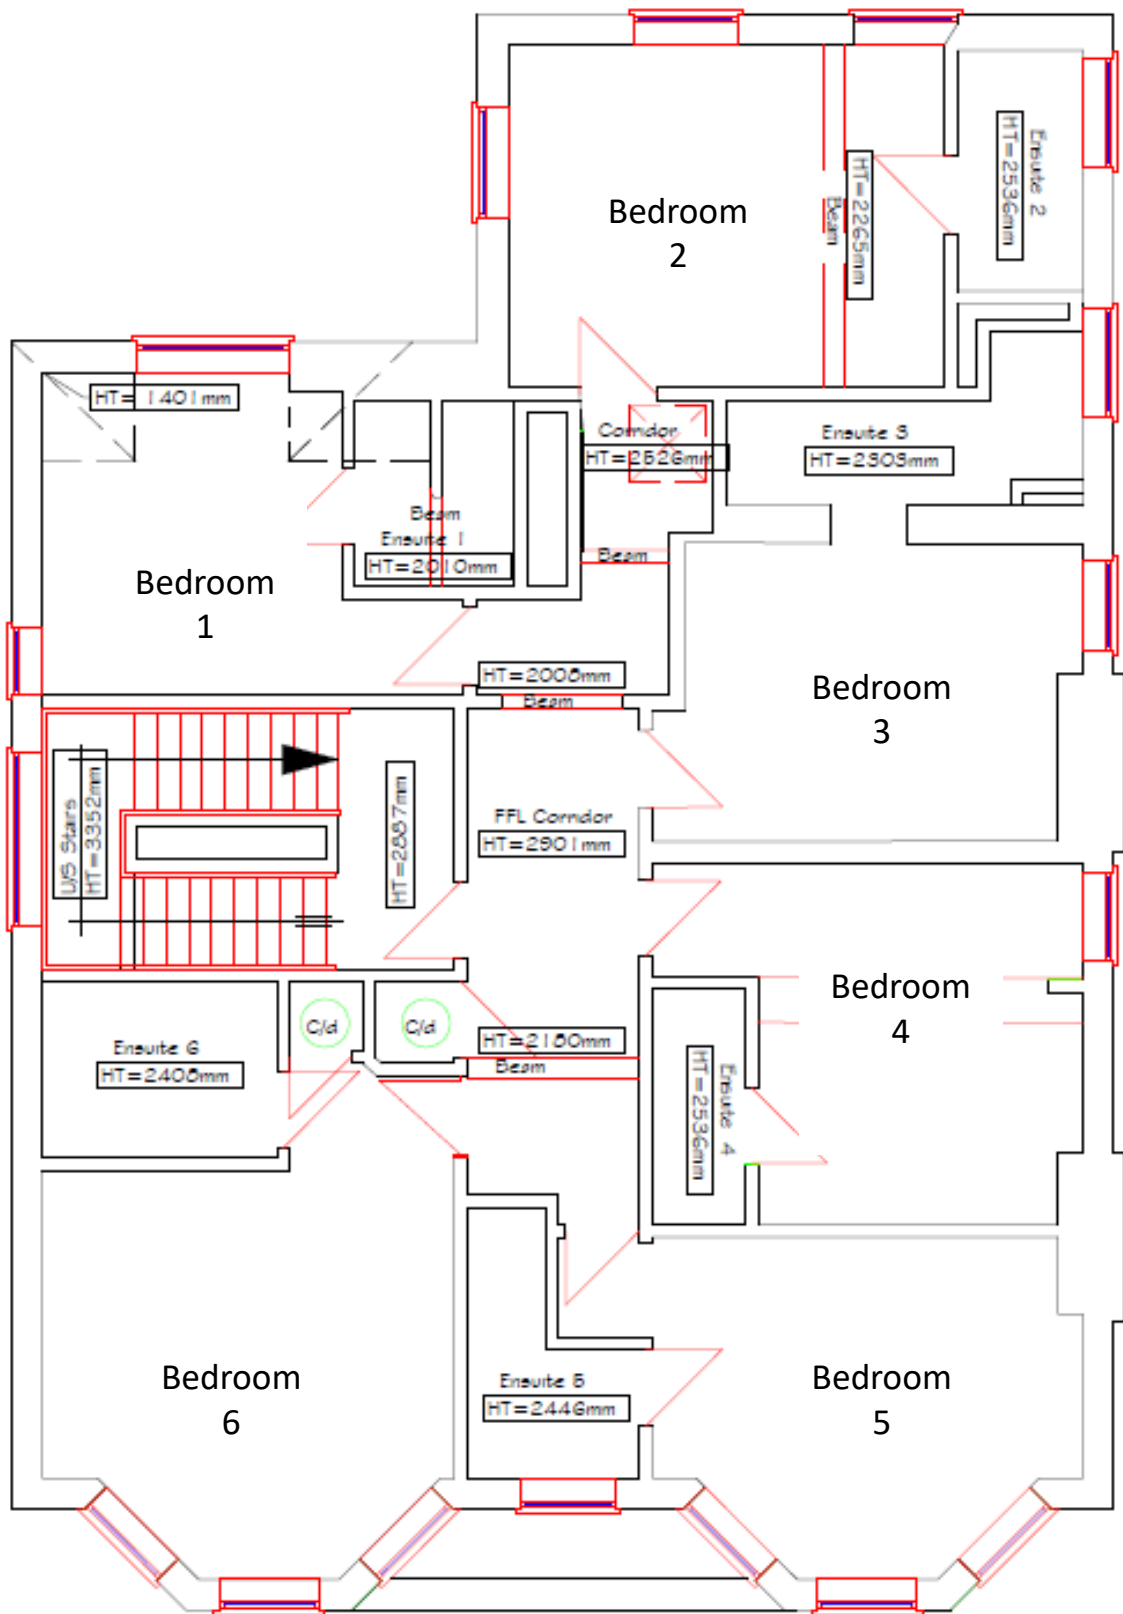 Ensuite 2
HT=2536mm
Bedroom
2
Beam
HT=2265mm
HT= 1401mm
Corridor
HT=2526mm
Ensuite 3
HT=2303mm
Beam
Ensuite 1
HT=2010mm
Beam
Bedroom
1
HT=2008mm
Beam
Bedroom
3
U/S Stairs
HT=3352mm
HT=2887mm
FFL Corridor
HT=2901mm
Bedroom
4
C/d
C/d
HT=2180mm
Beam
Ensuite 6
HT=2408mm
Ensuite 4
HT=2536mm
Bedroom
6
Ensuite 5
HT=2446mm
Bedroom
5